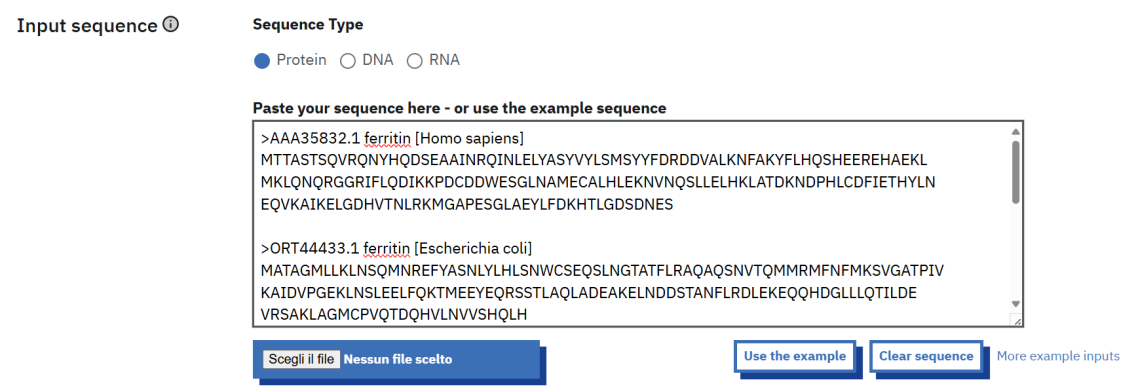 Input sequence
Sequence Type
Protein DNA RNA
Paste your sequence here - or use the example sequence
>AAA35832.1 ferritin [Homo sapiens]
MTTASTSQVRQNYHQDSEAAINRQINLELYASYVYLSMSYYFDRDDVALKNFAKYFLHQSHEEREHAEKL
MKLQNQRGGRIFLQDIKKPDCDDWESGLNAMECALHLEKNVNQSLLELHKLATDKNDPHLCDFIETHYLN
EQVKAIKELGDHVTNLRKMGAPESGLAEYLFDKHTLGDSDNES
>ORT44433.1 ferritin [Escherichia coli]
MATAGMLLKLNSQMNREFYASNLYLHLSNWCSEQSLNGTATFLRAQAQSNVTQMMRMFNFMKSVGATPIV
KAIDVPGEKLNSLEELFQKTMEEYEQRSSTLAQLADEAKELNDDSTANFLRDLEKEQQHDGLLLQTILDE
VRSAKLAGMCPVQTDQHVLNVVSHQLH
Scegli il file Nessun file scelto
Use the example
Clear sequence
More example inputs